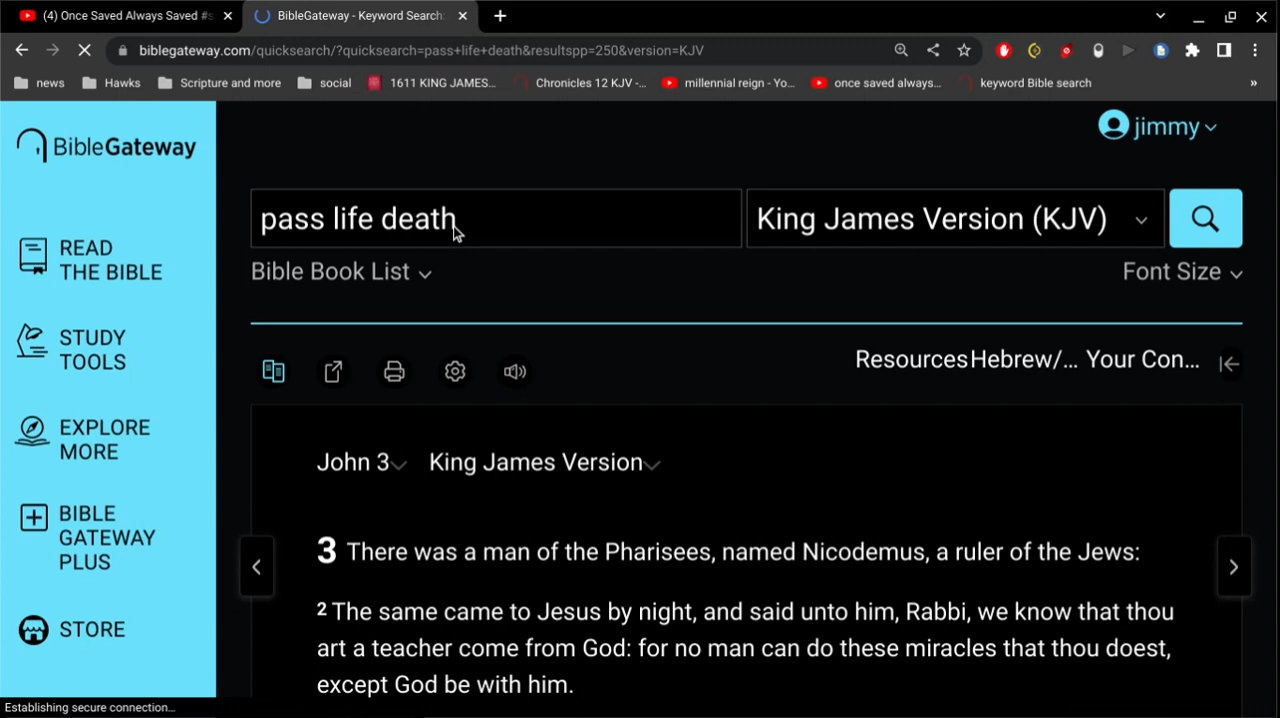 (4) Once Saved Always Saved #s
BibleGateway - Keyword Search:
biblegateway.com/quicksearch/?quicksearch=pass+life+death&resultspp=250&version=KJV
news Hawks Scripture and more social 1611 KING JAMES... Chronicles 12 KJV -... millennial reign - Yo... once saved always... keyword Bible search »
BibleGateway
jimmy
pass life death
King James Version (KJV)
Bible Book List
Font Size
READ
THE BIBLE
STUDY
TOOLS
EXPLORE
MORE
BIBLE
GATEWAY
PLUS
STORE
Resources Hebrew/... Your Con...
John 3 King James Version
3 There was a man of the Pharisees, named Nicodemus, a ruler of the Jews:
2 The same came to Jesus by night, and said unto him, Rabbi, we know that thou
art a teacher come from God: for no man can do these miracles that thou doest,
except God be with him.
Establishing secure connection...